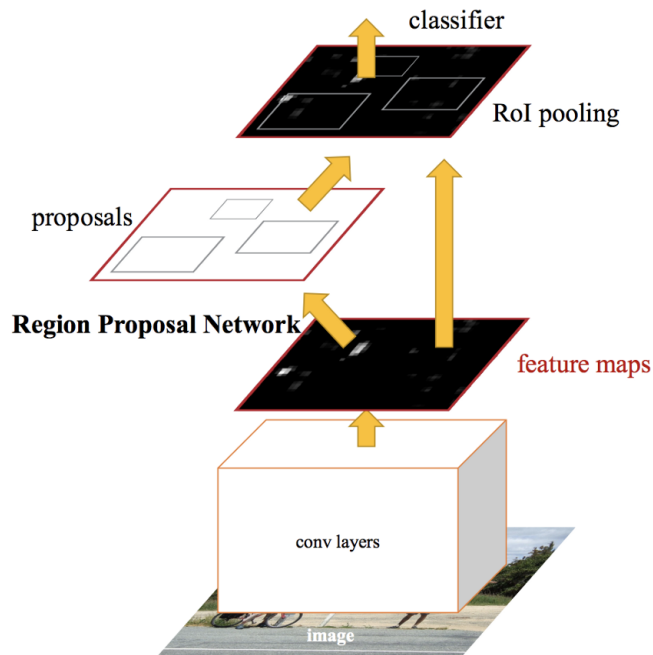 classifier
RoI pooling
proposals
Region Proposal Network
feature maps
conv layers
image